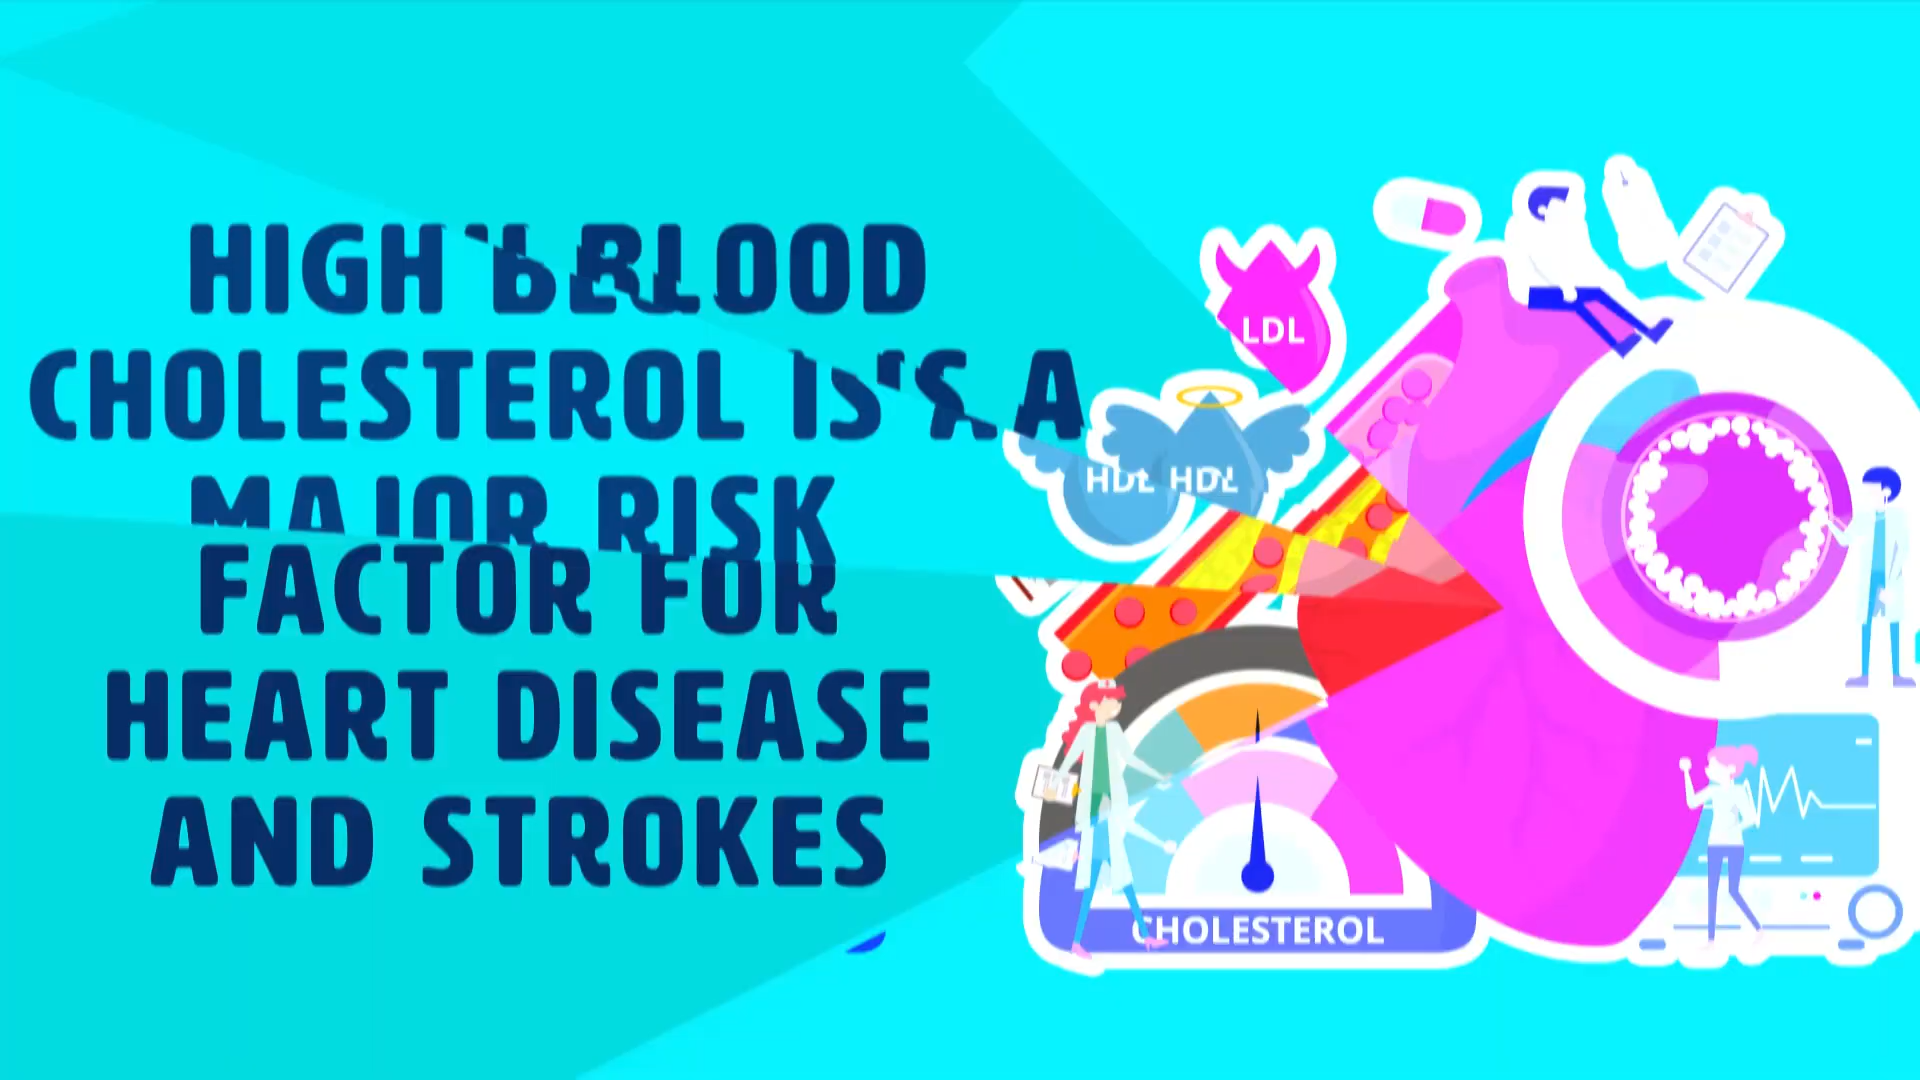 HIGH BLOOD
CHOLESTEROL IS A
MAJOR RISK
FACTOR FOR
HEART DISEASE
AND STROKES
LDL
HDL HDL
CHOLESTEROL